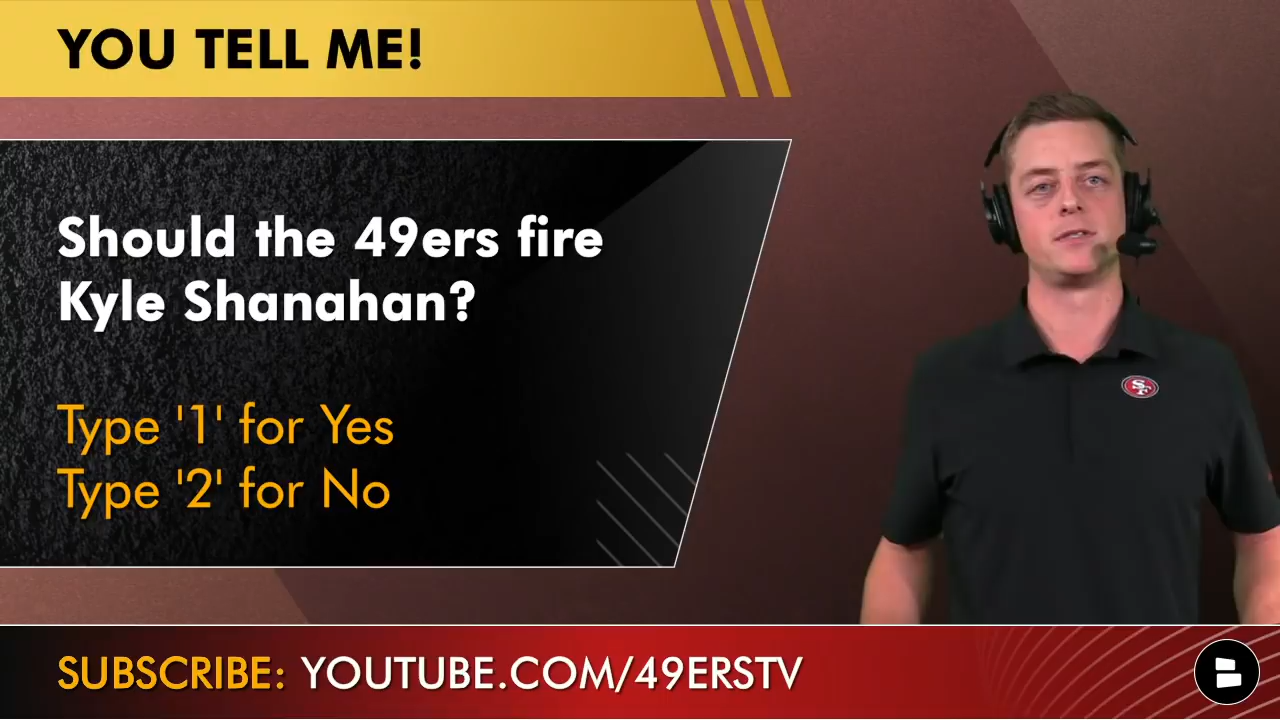 YOU TELL ME!
Should the 49ers fire
Kyle Shanahan?
Type '1' for Yes
Type '2' for No
SF
SUBSCRIBE: YOUTUBE.COM/49ERSTV